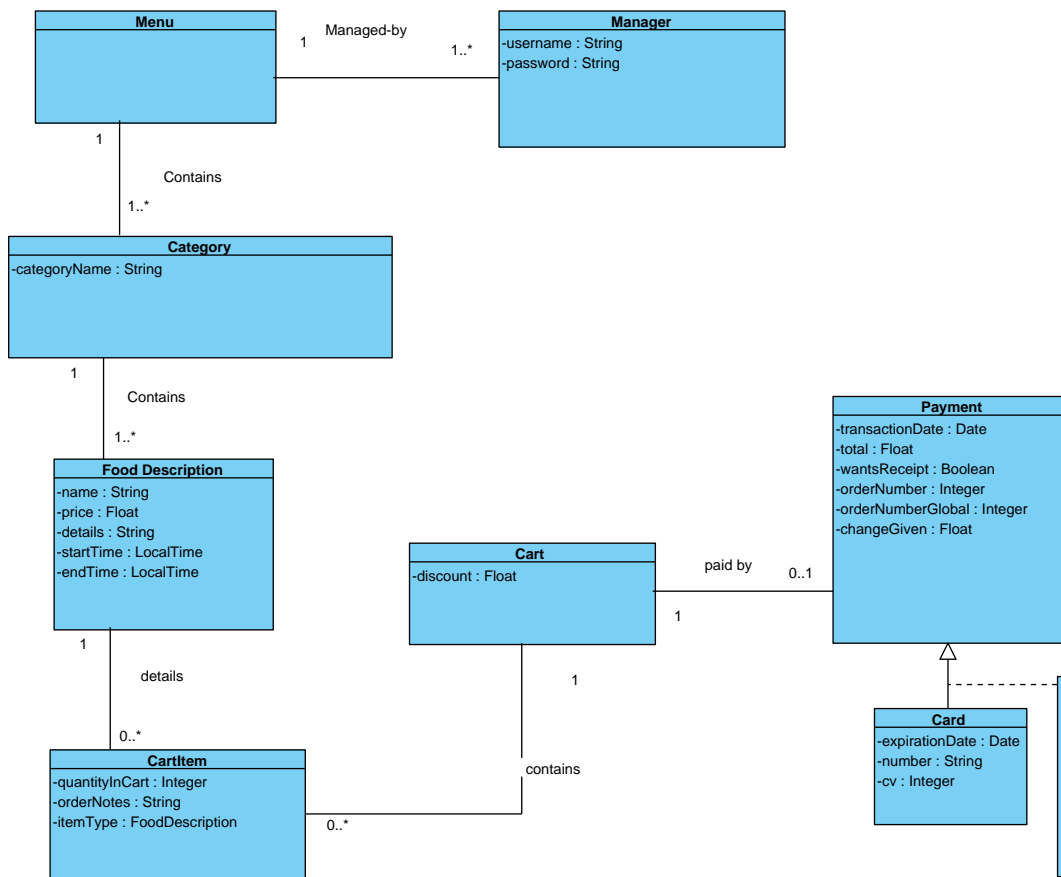 Menu
1
Managed-by
1..*
Manager
-username : String
-password : String
1
Contains
1..*
Category
-categoryName : String
1
Contains
1..*
Food Description
-name : String
-price : Float
-details : String
-startTime : LocalTime
-endTime : LocalTime
1
details
0..*
CartItem
-quantityInCart : Integer
-orderNotes : String
-itemType : FoodDescription
0..*
contains
1
Cart
-discount : Float
1
paid by
0..1
Payment
-transactionDate : Date
-total : Float
-wantsReceipt : Boolean
-orderNumber : Integer
-orderNumberGlobal : Integer
-changeGiven : Float
Card
-expirationDate : Date
-number : String
-cv : Integer